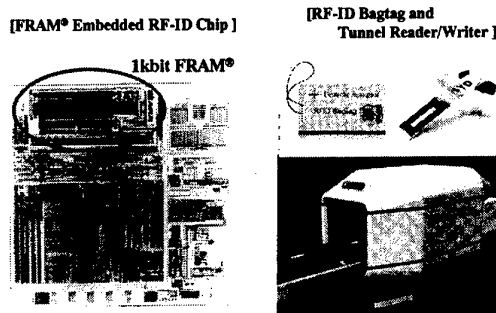 [FRAM® Embedded RF-ID Chip ]
1kbit FRAM®
[RF-ID Bagtag and
Tunnel Reader/Writer ]